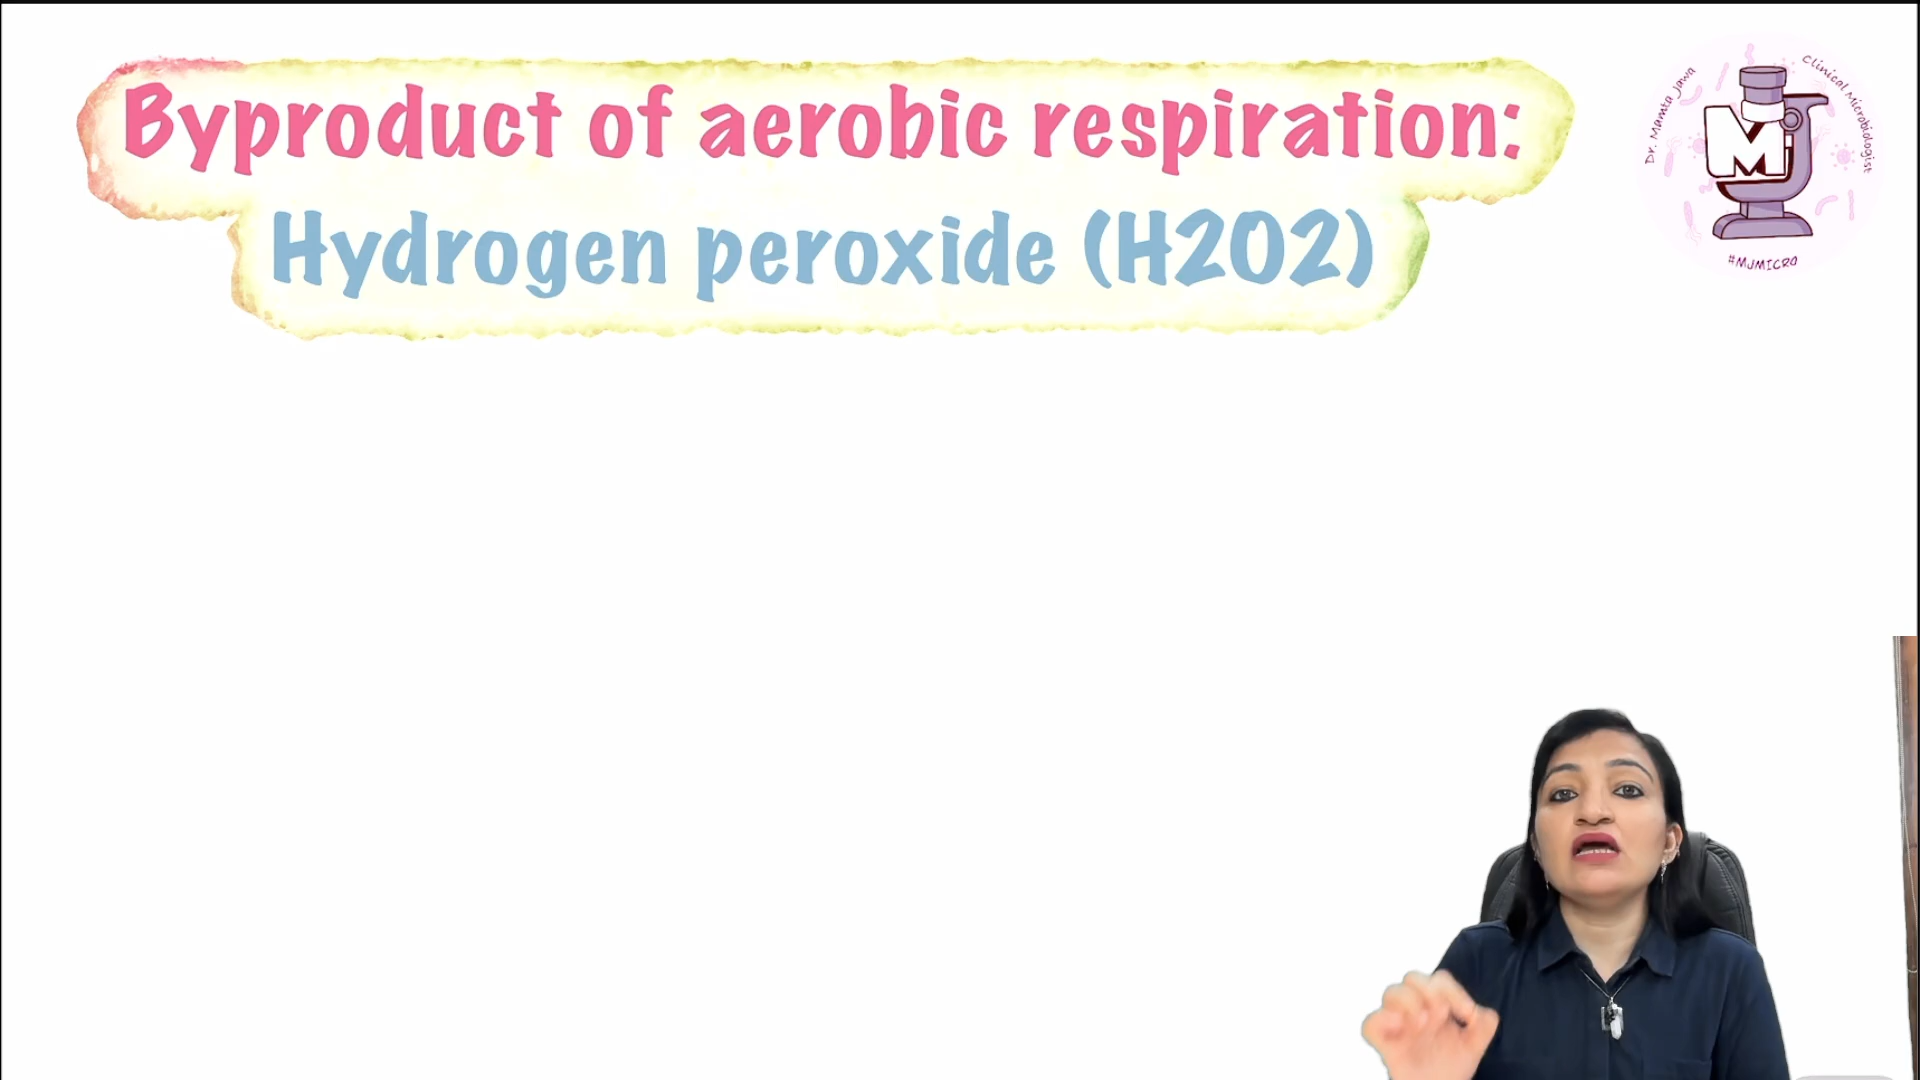 Byproduct of aerobic respiration:
Hydrogen peroxide (H2O2)
Dr. Mamta Jawa
Clinical Microbiologist
M
#MJMICRO